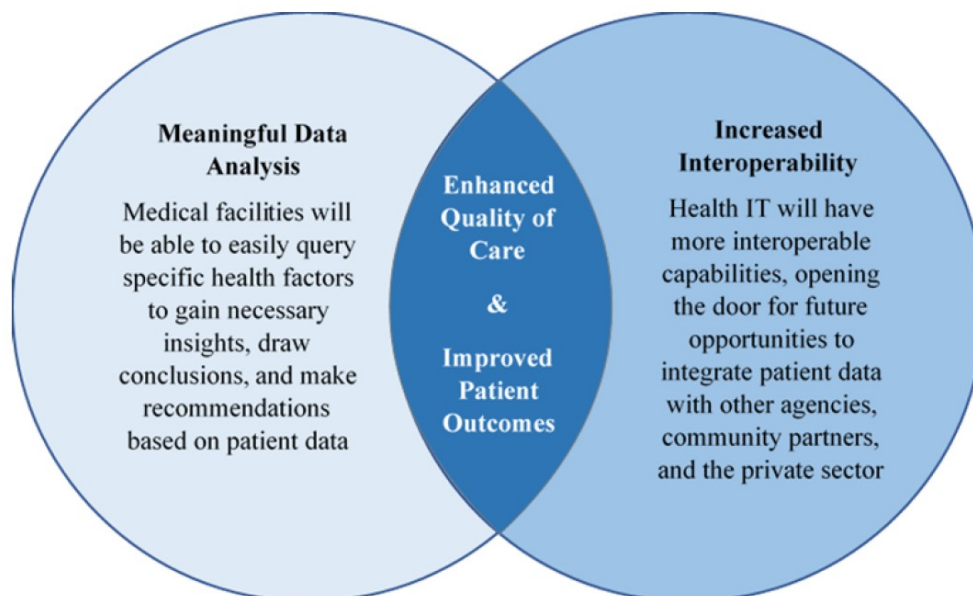 Meaningful Data
Analysis
Medical facilities will
be able to easily query
specific health factors
to gain necessary
insights, draw
conclusions, and make
recommendations
based on patient data
Enhanced
Quality of
Care
&
Improved
Patient
Outcomes
Increased
Interoperability
Health IT will have
more interoperable
capabilities, opening
the door for future
opportunities to
integrate patient data
with other agencies,
community partners,
and the private sector